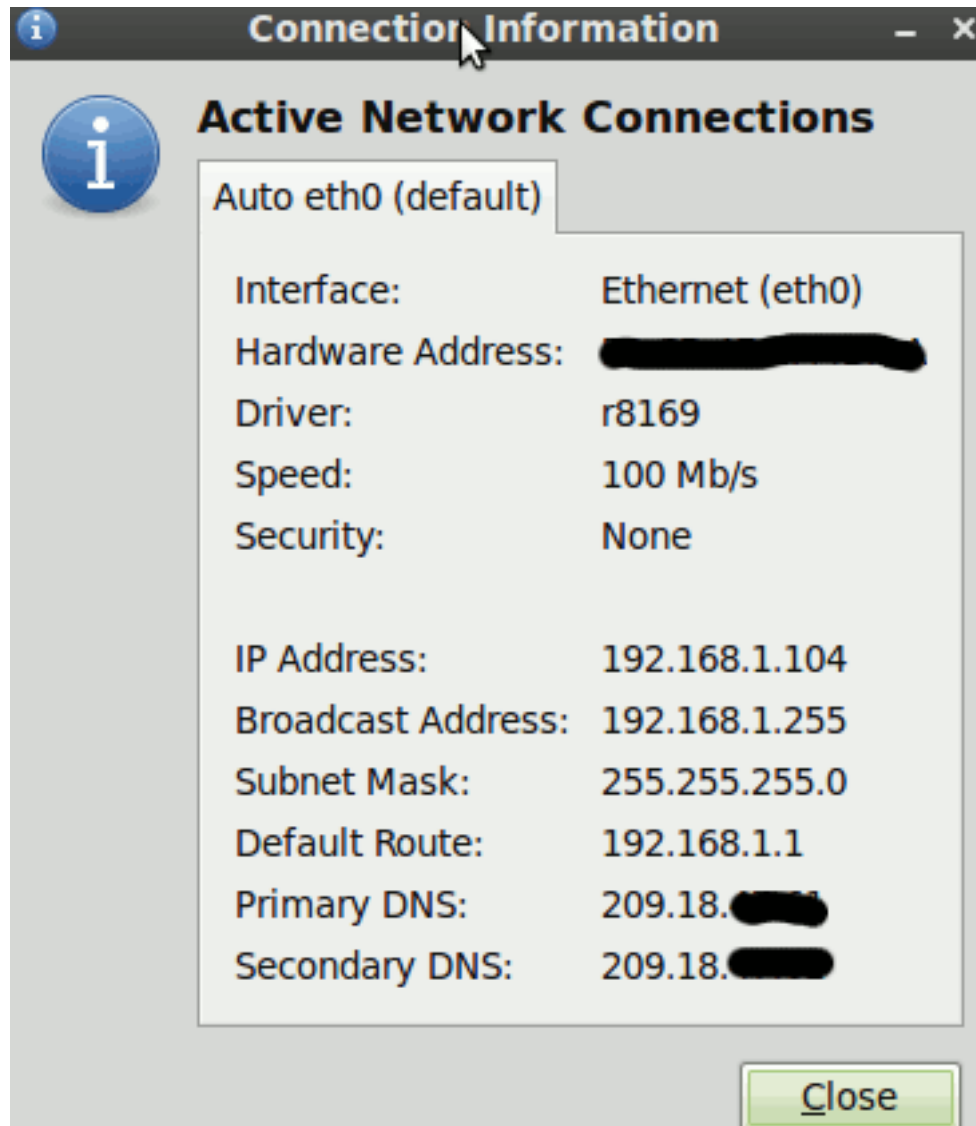 Connection Information
Active Network Connections
Auto eth0 (default)
Interface: Ethernet (eth0)
Hardware Address:
Driver: r8169
Speed: 100 Mb/s
Security: None
IP Address: 192.168.1.104
Broadcast Address: 192.168.1.255
Subnet Mask: 255.255.255.0
Default Route: 192.168.1.1
Primary DNS: 209.18.
Secondary DNS: 209.18.
Close